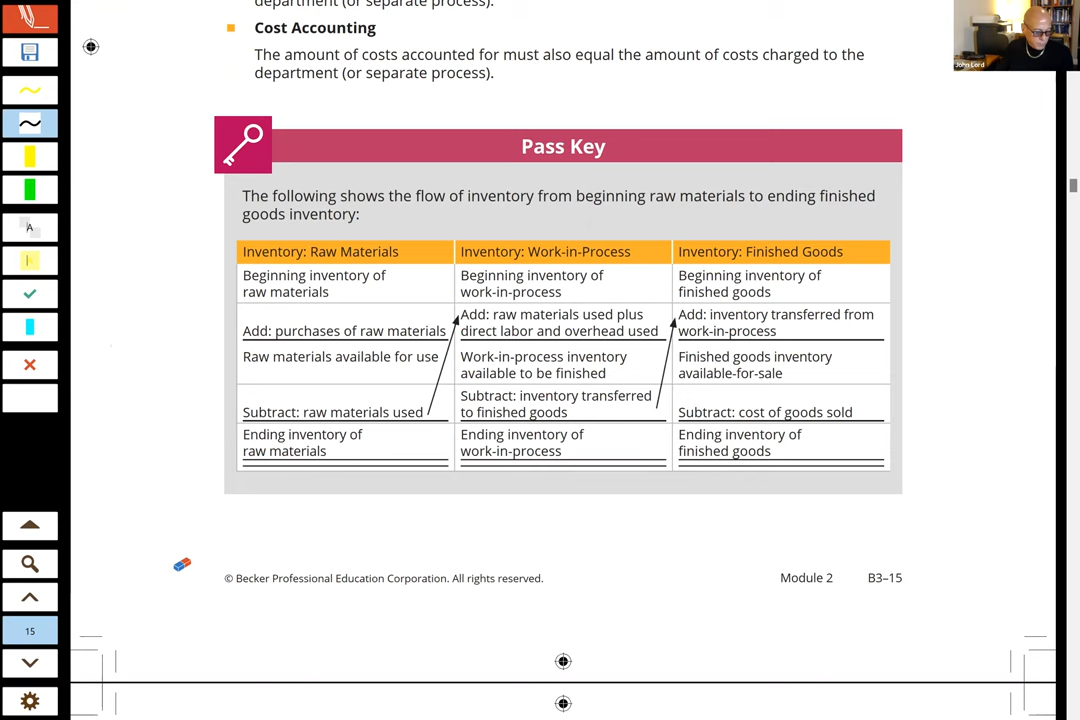 department (or separate process).
Cost Accounting
The amount of costs accounted for must also equal the amount of costs charged to the
department (or separate process).
John Lord
Pass Key
The following shows the flow of inventory from beginning raw materials to ending finished
goods inventory:
Inventory: Raw Materials Inventory: Work-in-Process Inventory: Finished Goods
Beginning inventory of Beginning inventory of Beginning inventory of
raw materials work-in-process finished goods
Add: raw materials used plus Add: inventory transferred from
Add: purchases of raw materials direct labor and overhead used work-in-process
Raw materials available for use Work-in-process inventory Finished goods inventory
available to be finished available-for-sale
Subtract: inventory transferred
Subtract: raw materials used to finished goods Subtract: cost of goods sold
Ending inventory of Ending inventory of Ending inventory of
raw materials work-in-process finished goods
© Becker Professional Education Corporation. All rights reserved. Module 2 B3–15
A
15